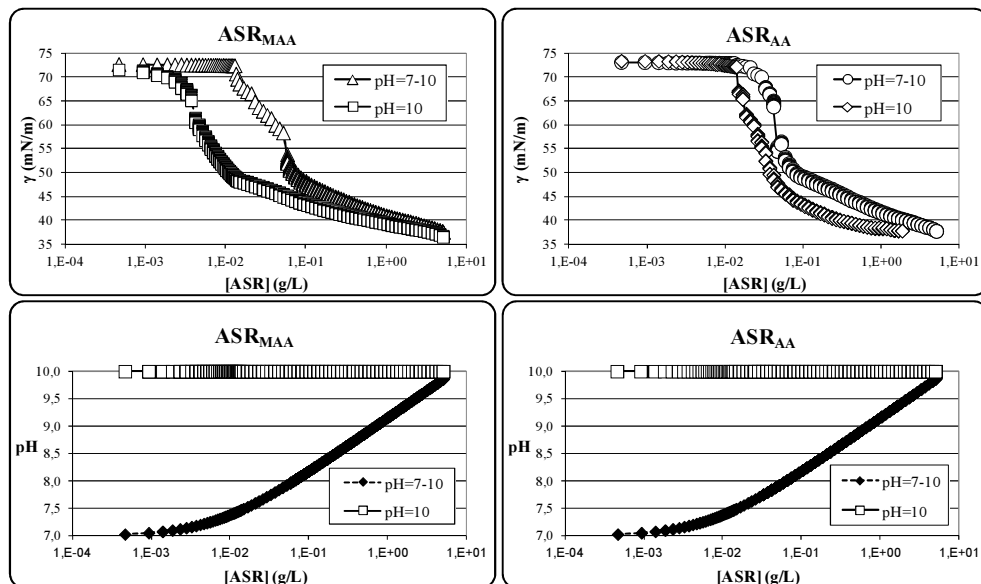 ASR_MAA
γ (mN/m)
75
70
65
60
55
50
45
40
35
pH=7-10
pH=10
1,E-04 1,E-03 1,E-02 1,E-01 1,E+00 1,E+01
[ASR] (g/L)
ASR_AA
γ (mN/m)
75
70
65
60
55
50
45
40
35
pH=7-10
pH=10
1,E-04 1,E-03 1,E-02 1,E-01 1,E+00 1,E+01
[ASR] (g/L)
ASR_MAA
pH
10,0
9,0
8,5
8,0
7,5
7,0
pH=7-10
pH=10
1,E-04 1,E-03 1,E-02 1,E-01 1,E+00 1,E+01
[ASR] (g/L)
ASR_AA
pH
10,0
9,5
9,0
8,5
8,0
7,5
7,0
pH=7-10
pH=10
1,E-04 1,E-03 1,E-02 1,E-01 1,E+00 1,E+01
[ASR] (g/L)